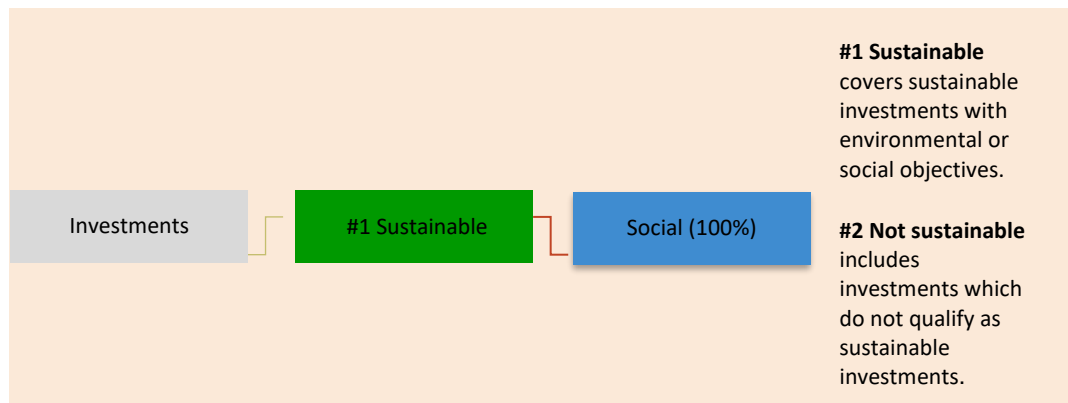 Investments
#1 Sustainable
Social (100%)
#1 Sustainable
covers sustainable
investments with
environmental or
social objectives.
#2 Not sustainable
includes
investments which
do not qualify as
sustainable
investments.